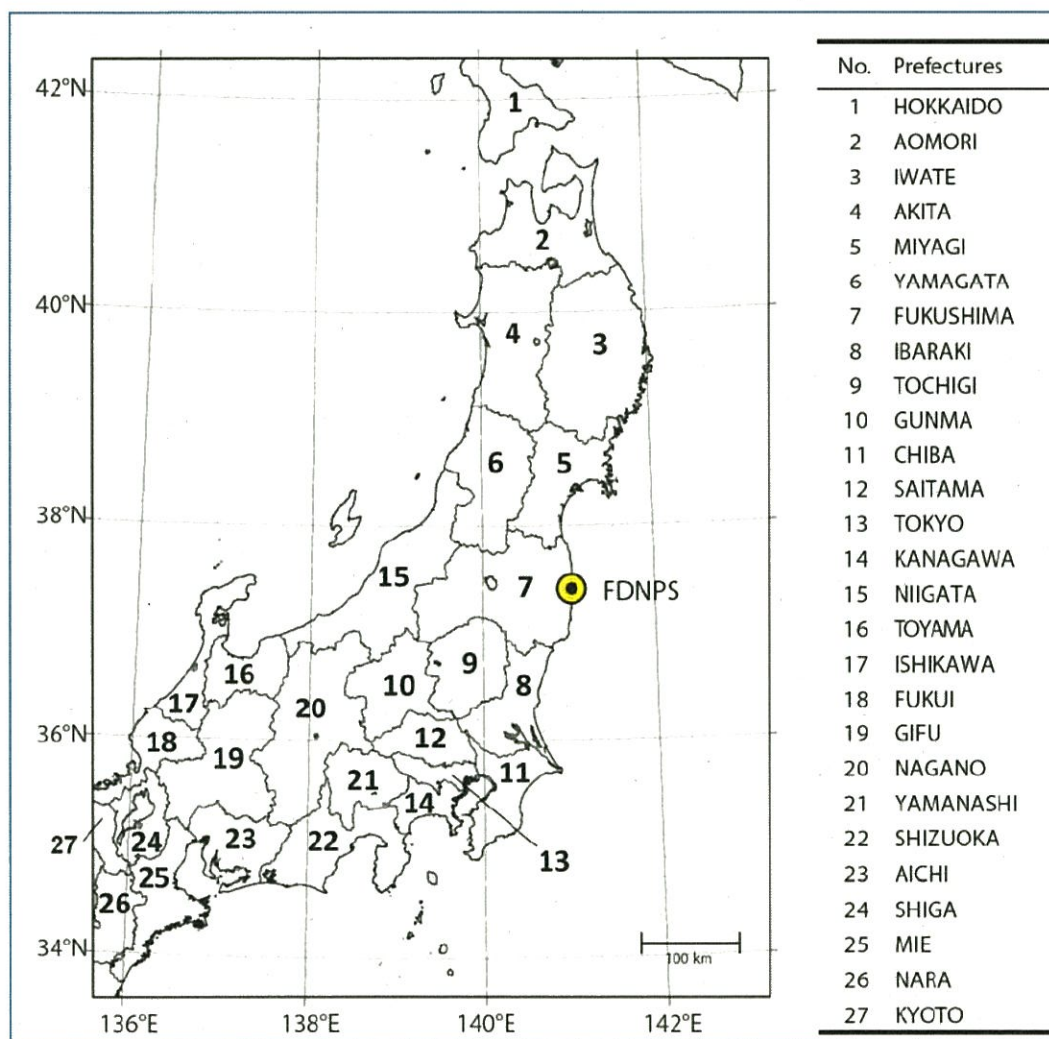 42°N
40°N
38°N
36°N
34°N
136°E 138°E 140°E 142°E
1
2
4 3
6 5
15 7 FDNPS
16 9
17 20 10 8
18 12
19 11
21 14
27 24 23 22 13
25
26
100 km
No. Prefectures
1 HOKKAIDO
2 AOMORI
3 IWATE
4 AKITA
5 MIYAGI
6 YAMAGATA
7 FUKUSHIMA
8 IBARAKI
9 TOCHIGI
10 GUNMA
11 CHIBA
12 SAITAMA
13 TOKYO
14 KANAGAWA
15 NIIGATA
16 TOYAMA
17 ISHIKAWA
18 FUKUI
19 GIFU
20 NAGANO
21 YAMANASHI
22 SHIZUOKA
23 AICHI
24 SHIGA
25 MIE
26 NARA
27 KYOTO